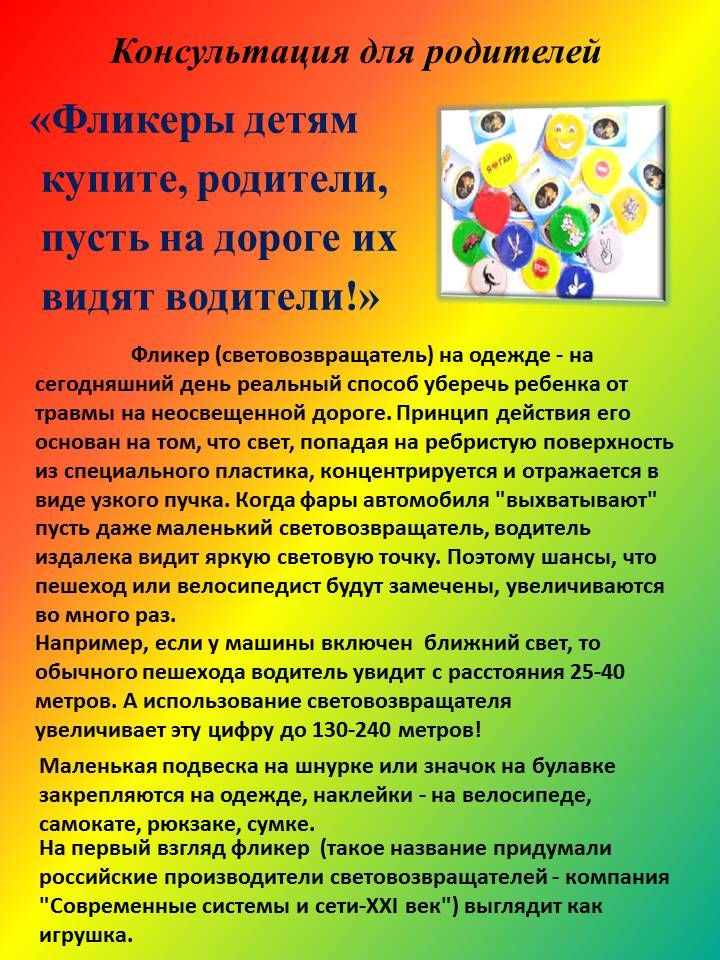 Консультация для родителей
«Фликеры детям
купите, родители,
пусть на дороге их
видят водители!»
Я ГАИ
STOP
Фликер (световозвращатель) на одежде - на
сегодняшний день реальный способ уберечь ребенка от
травмы на неосвещенной дороге. Принцип действия его
основан на том, что свет, попадая на ребристую поверхность
из специального пластика, концентрируется и отражается в
виде узкого пучка. Когда фары автомобиля "выхватывают"
пусть даже маленький световозвращатель, водитель
издалека видит яркую световую точку. Поэтому шансы, что
пешеход или велосипедист будут замечены, увеличиваются
во много раз.
Например, если у машины включен ближний свет, то
обычного пешехода водитель увидит с расстояния 25-40
метров. А использование световозвращателя
увеличивает эту цифру до 130-240 метров!
Маленькая подвеска на шнурке или значок на булавке
закрепляются на одежде, наклейки - на велосипеде,
самокате, рюкзаке, сумке.
На первый взгляд фликер (такое название придумали
российские производители световозвращателей - компания
"Современные системы и сети-XXI век") выглядит как
игрушка.